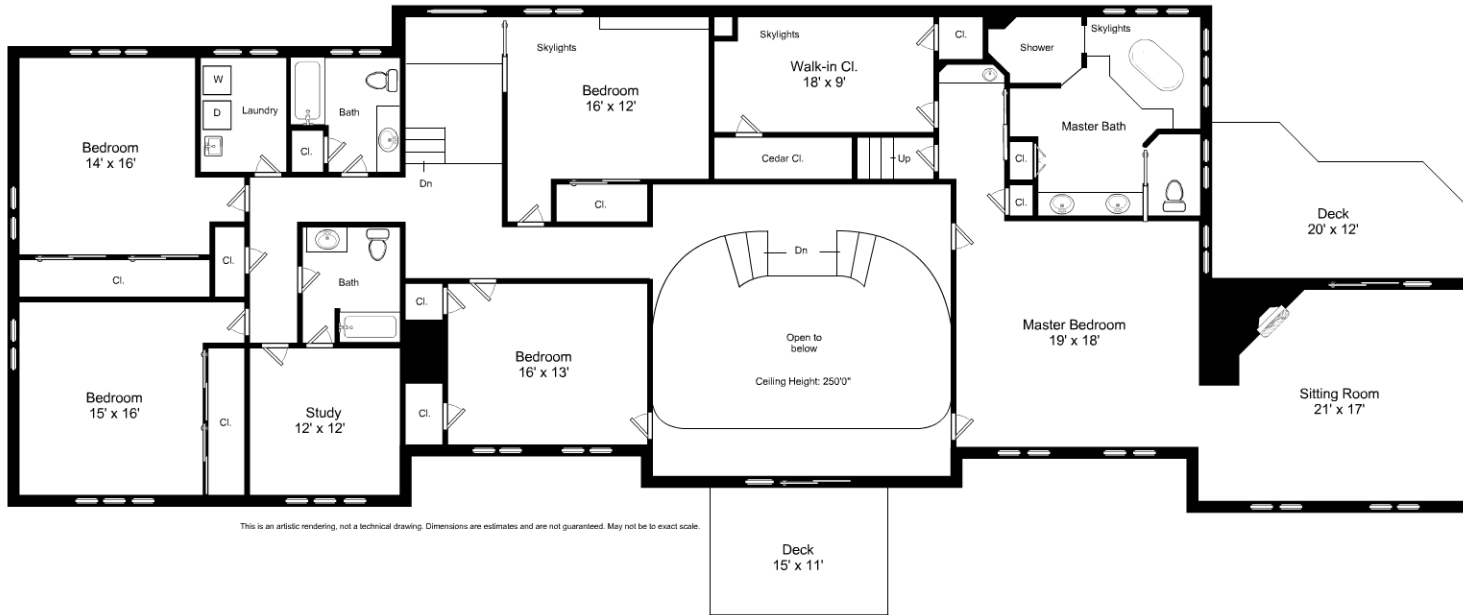 Skylights
Bedroom
16' x 12'
Skylights
Walk-in Cl.
18' x 9'
Cl.
Shower
Skylights
W
D
Laundry
Bath
Cl.
Bedroom
14' x 16'
Dn
Cedar Cl.
Up
Master Bath
Cl.
Cl.
Cl.
Deck
20' x 12'
Cl.
Cl.
Bath
Dn
Cl.
Bedroom
16' x 13'
Open to
below
Ceiling Height: 250'0"
Master Bedroom
19' x 18'
Bedroom
15' x 16'
Cl.
Study
12' x 12'
Cl.
Sitting Room
21' x 17'
This is an artistic rendering, not a technical drawing. Dimensions are estimates and are not guaranteed. May not be to exact scale.
Deck
15' x 11'